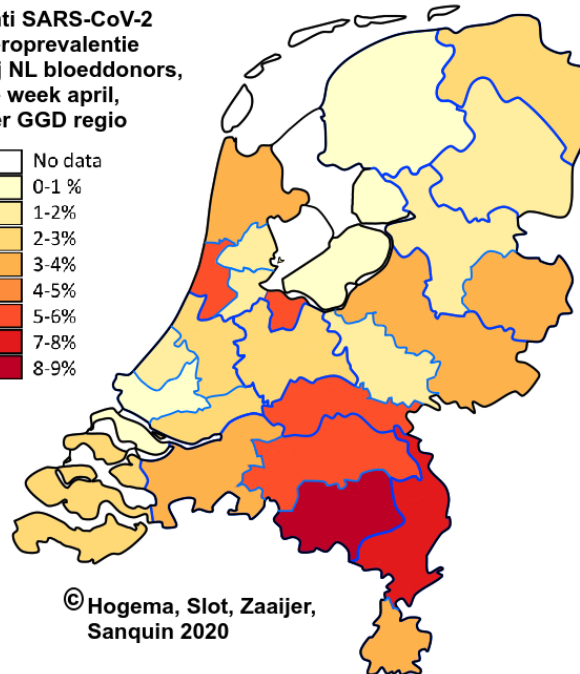 ti SARS-CoV-2
roprevalentie
j NL bloeddonors,
week april,
r GGD regio
No data
0-1 %
1-2%
2-3%
3-4%
4-5%
5-6%
7-8%
8-9%
© Hogema, Slot, Zaaijer,
Sanquin 2020